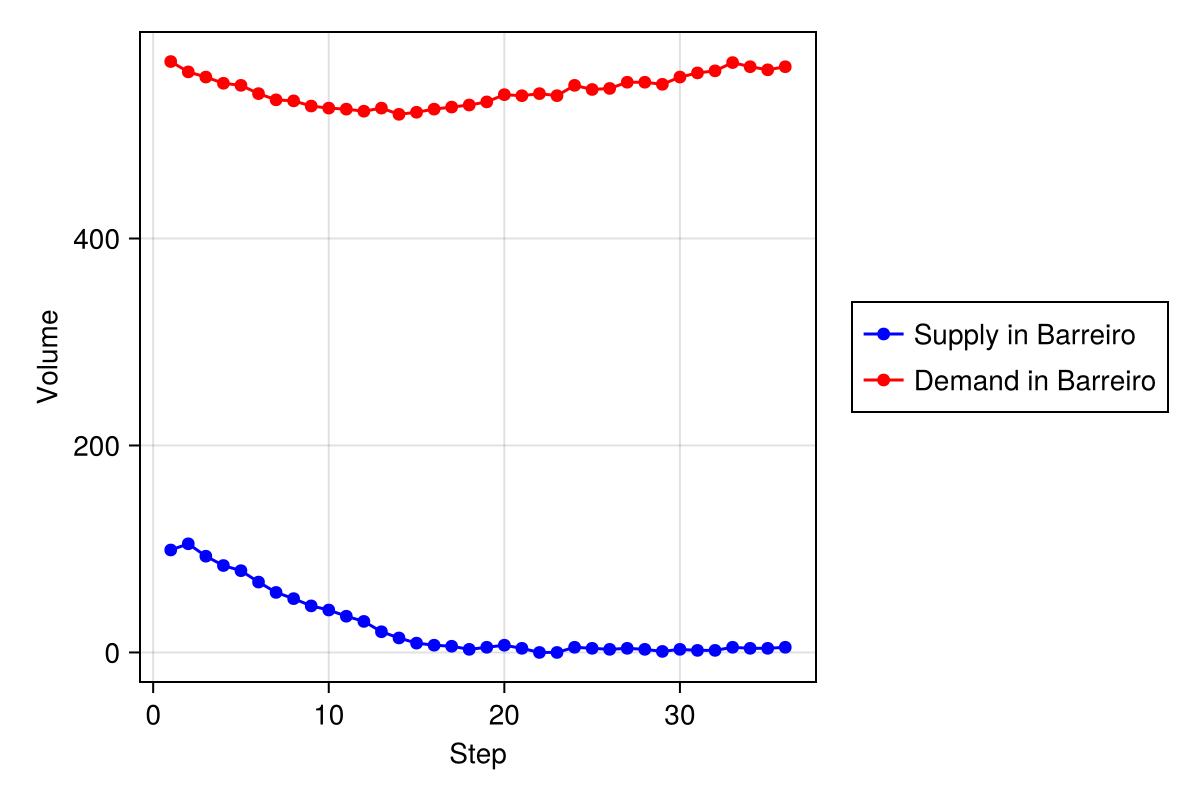 Volume
400
200
0
0 10 20 30
Step
Supply in Barreiro
Demand in Barreiro